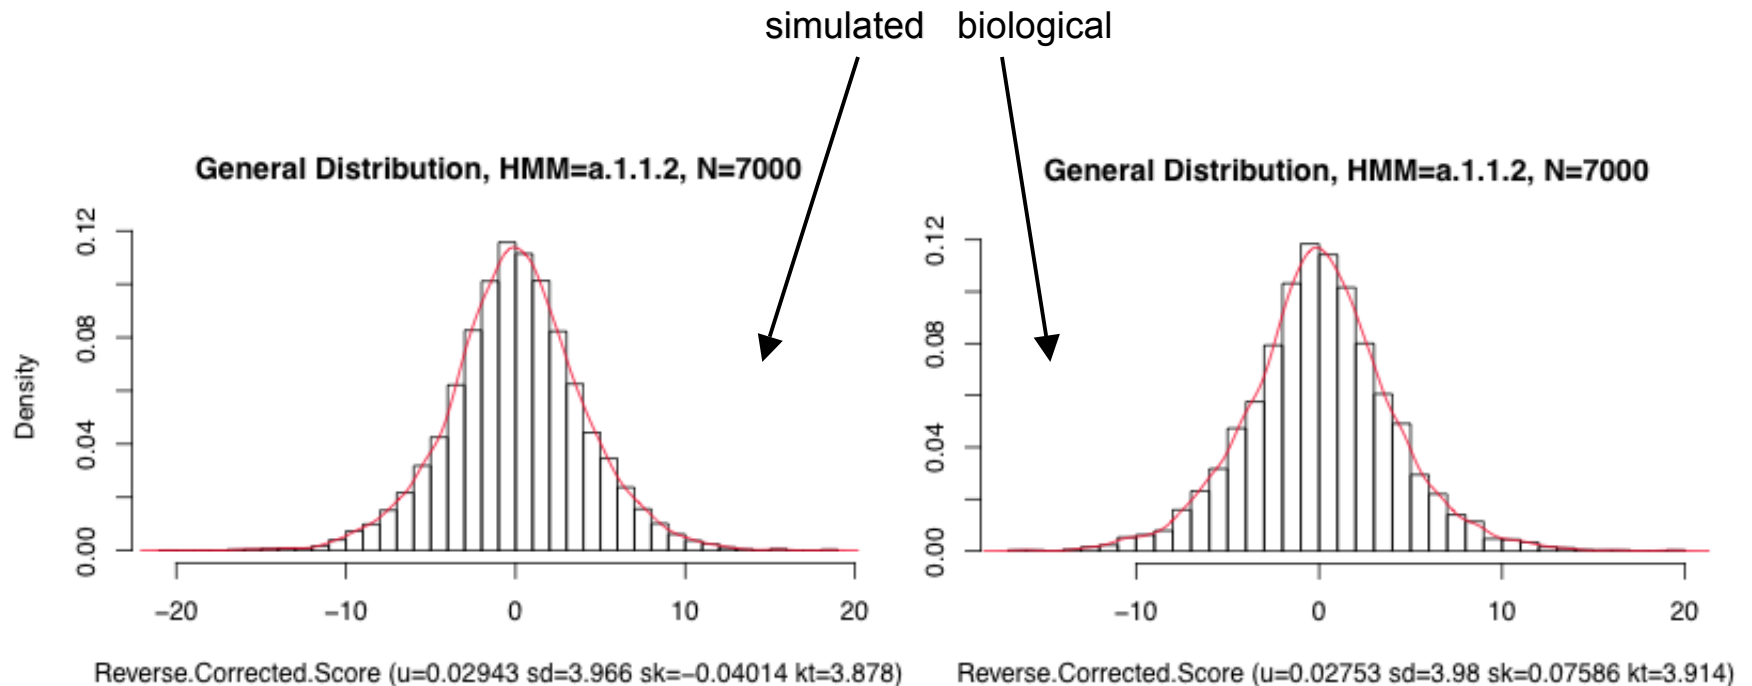 simulated biological
General Distribution, HMM=a.1.1.2, N=7000
Density
0.00 0.04 0.08 0.12
−20 −10 0 10 20
Reverse.Corrected.Score (u=0.02943 sd=3.966 sk=−0.04014 kt=3.878)
General Distribution, HMM=a.1.1.2, N=7000
0.00 0.04 0.08 0.12
−10 0 10 20
Reverse.Corrected.Score (u=0.02753 sd=3.98 sk=0.07586 kt=3.914)